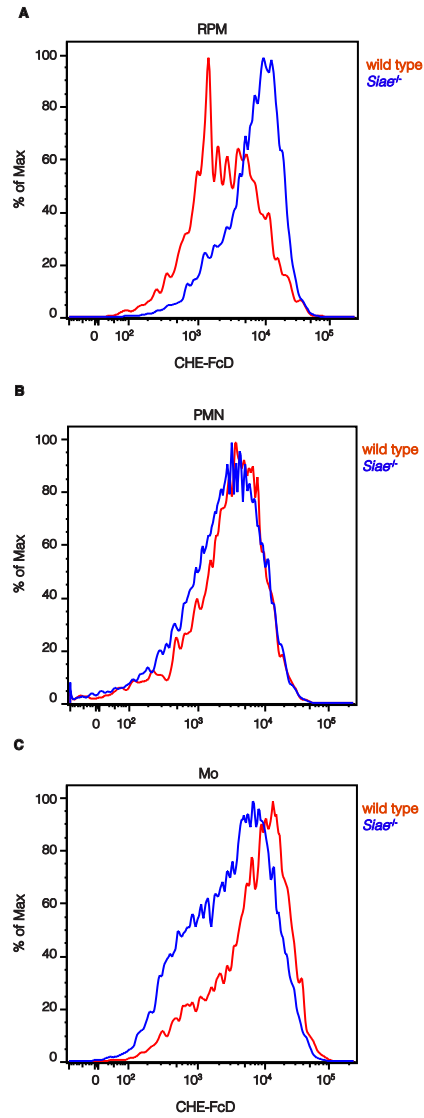 A
RPM
wild type
Siae-/-
% of Max
100
80
60
40
20
0
0 10² 10³ 10⁴ 10⁵
CHE-FcD
B
PMN
wild type
Siae-/-
% of Max
100
80
60
40
20
0
0 10² 10³ 10⁴ 10⁵
C
Mo
wild type
Siae-/-
% of Max
100
80
60
40
20
0
0 10² 10³ 10⁴ 10⁵
CHE-FcD